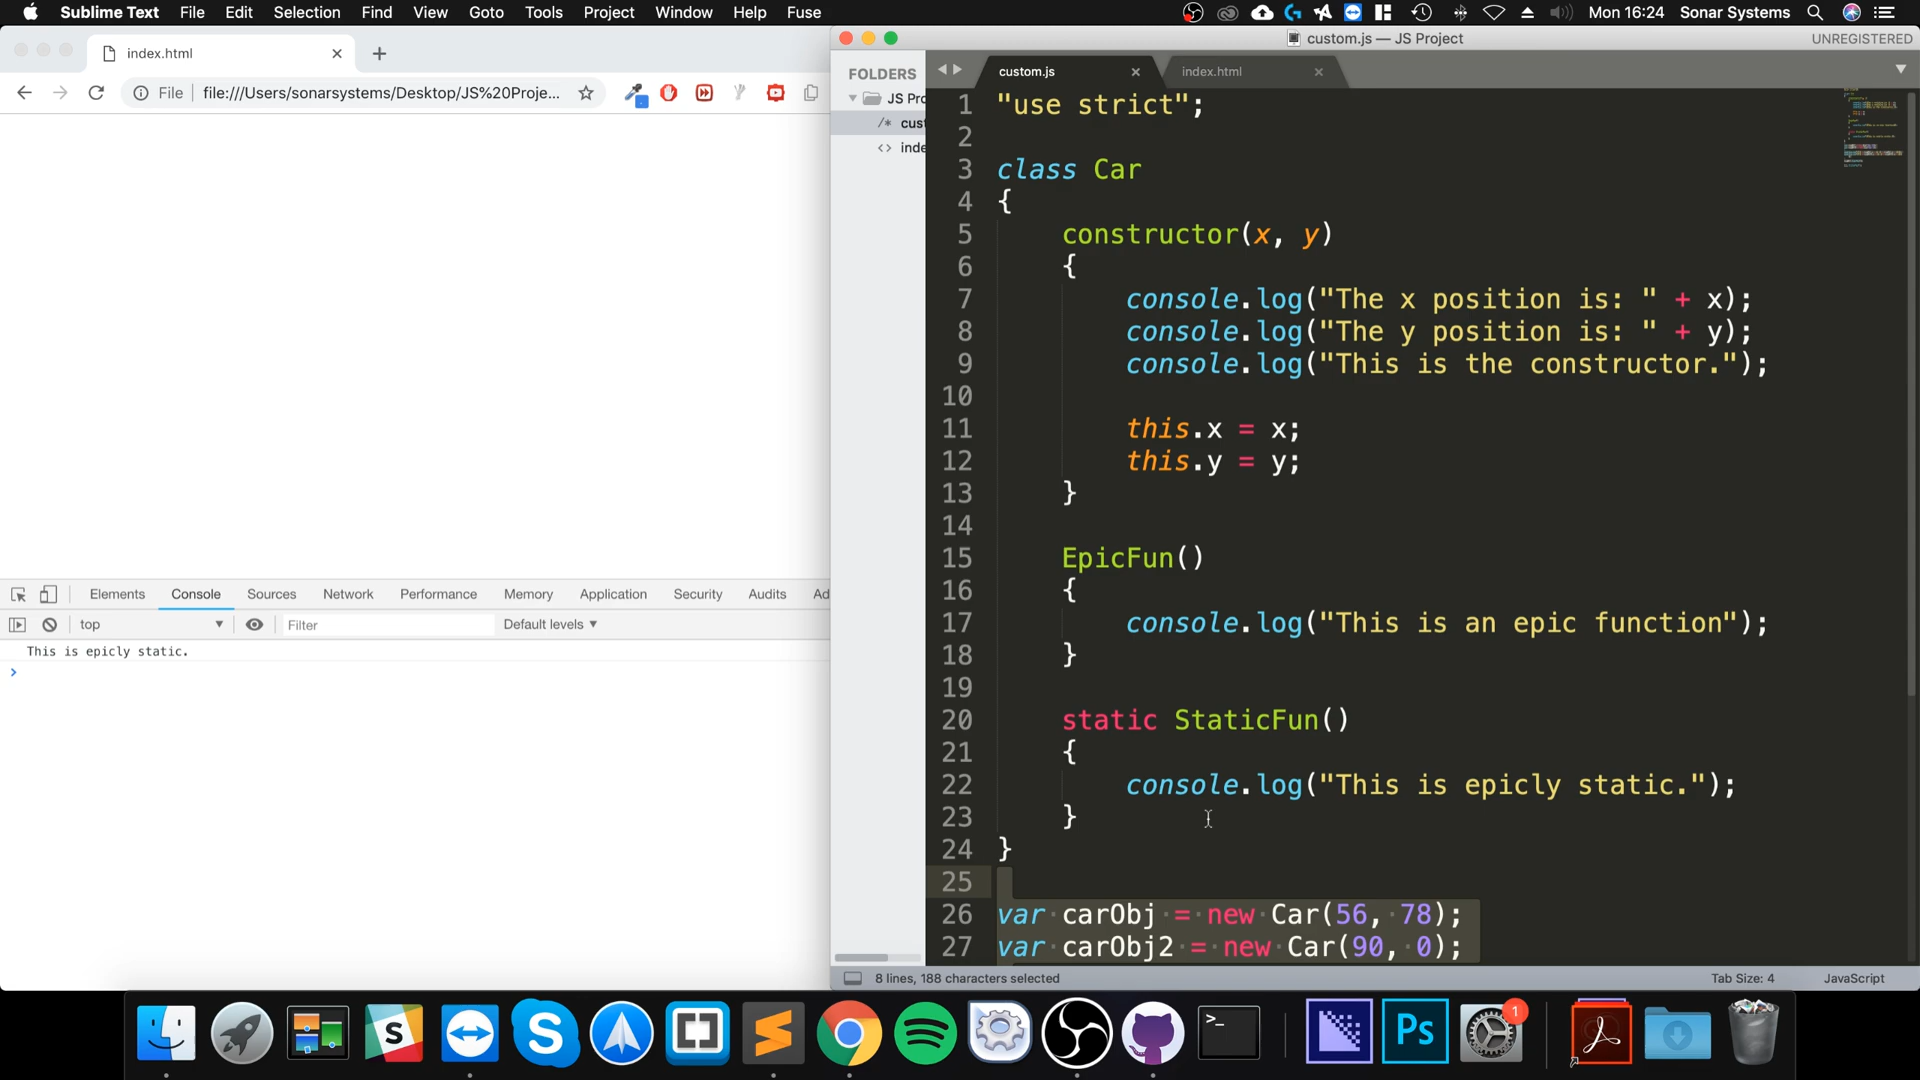 Sublime Text File Edit Selection Find View Goto Tools Project Window Help Fuse Mon 16:24 Sonar Systems
index.html
File file:///Users/sonarsystems/Desktop/JS%20Proje...
Elements Console Sources Network Performance Memory Application Security Audits Ad
top Filter Default levels
This is epicly static.
custom.js — JS Project UNREGISTERED
FOLDERS
JS Pro
/* cust
<> inde
custom.js index.html
1 "use strict";
2
3 class Car
4 {
5 constructor(x, y)
6 {
7 console.log("The x position is: " + x);
8 console.log("The y position is: " + y);
9 console.log("This is the constructor.");
10
11 this.x = x;
12 this.y = y;
13 }
14
15 EpicFun()
16 {
17 console.log("This is an epic function");
18 }
19
20 static StaticFun()
21 {
22 console.log("This is epicly static.");
23 }
24 }
25
26 var carObj = new Car(56, 78);
27 var carObj2 = new Car(90, 0);
8 lines, 188 characters selected Tab Size: 4 JavaScript
S
S
>_
Ps
1